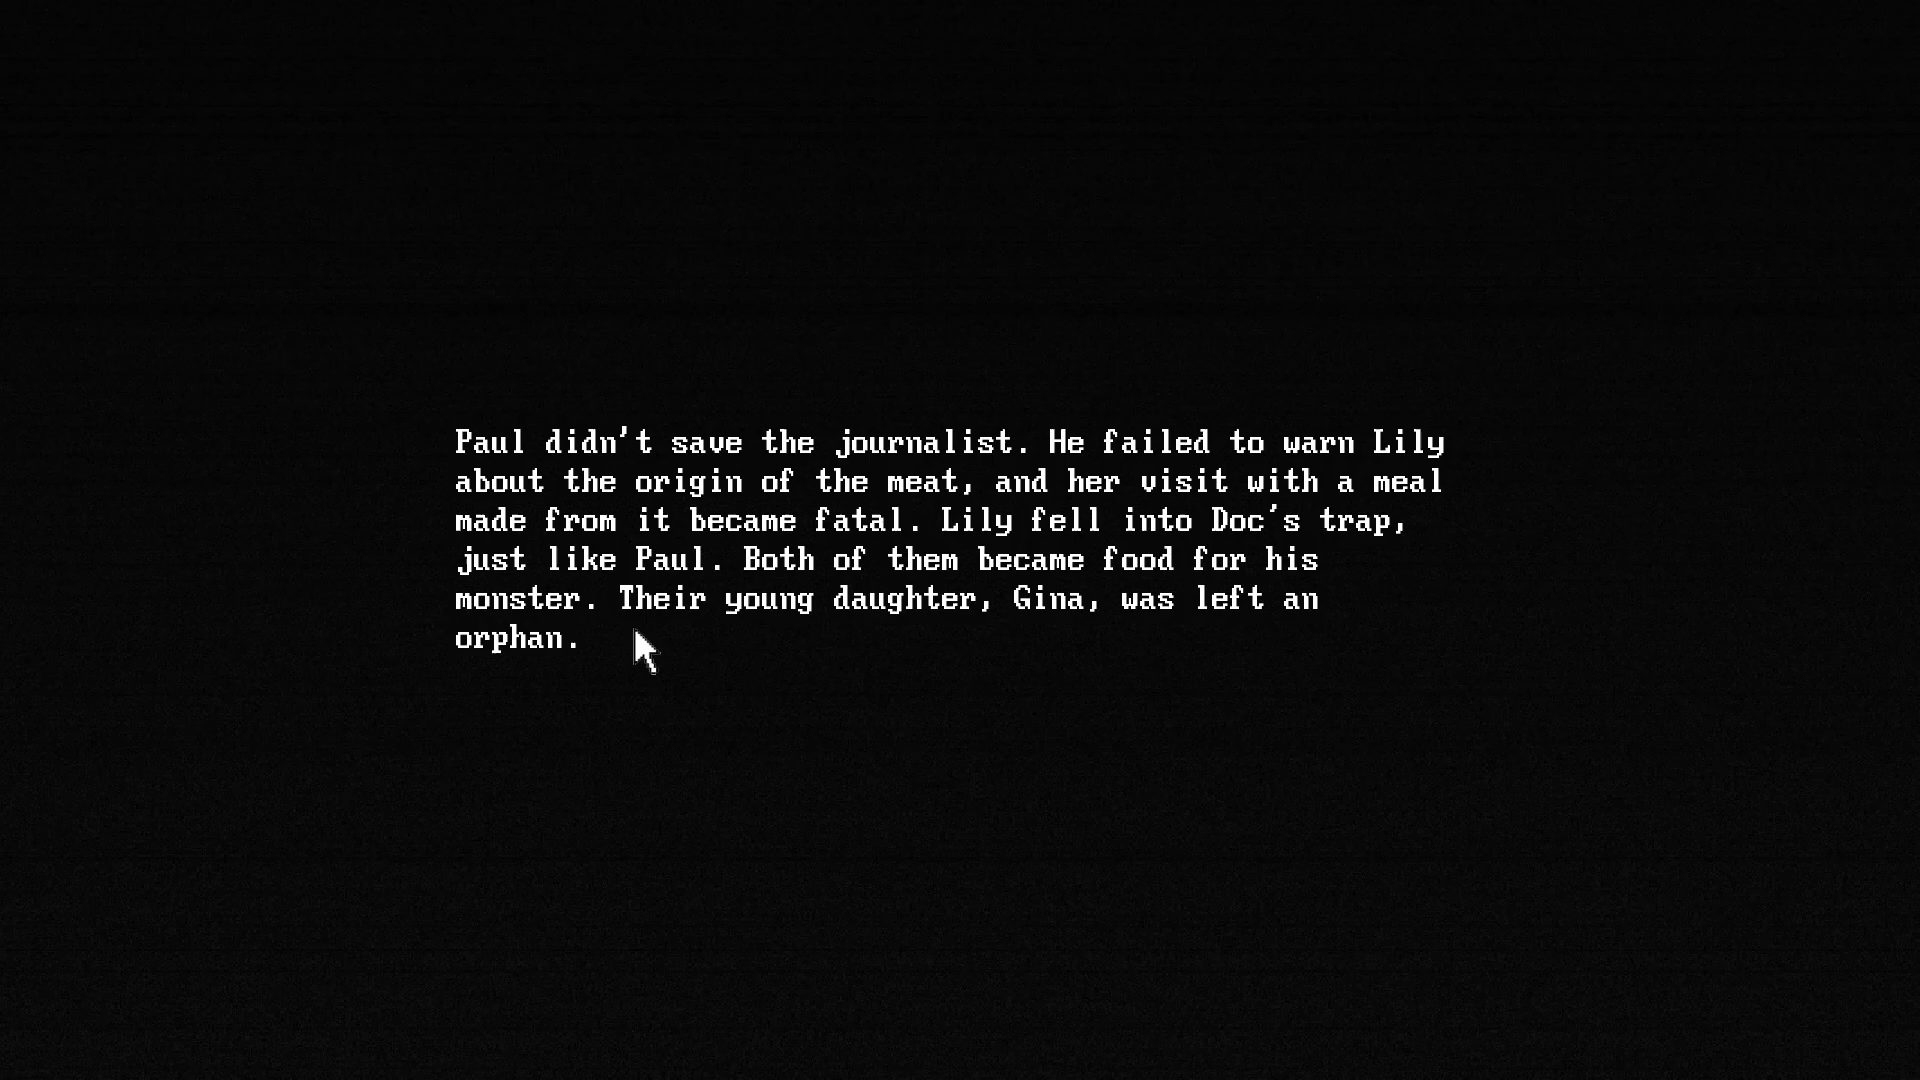 Paul didn't save the journalist. He failed to warn Lily
about the origin of the meat, and her visit with a meal
made from it became fatal. Lily fell into Doc's trap,
just like Paul. Both of them became food for his
monster. Their young daughter, Gina, was left an
orphan.